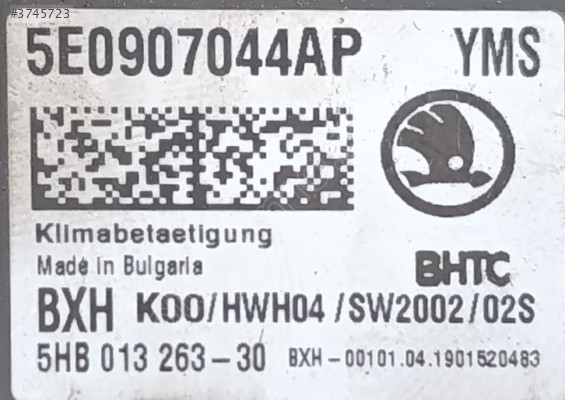 #3745723
5E0907044AP YMS
Klimabetaetigung
Made in Bulgaria
BHTC
BXH K00/HWH04/SW2002/02S
5HB 013 263-30 BXH-00101.04.1901520483